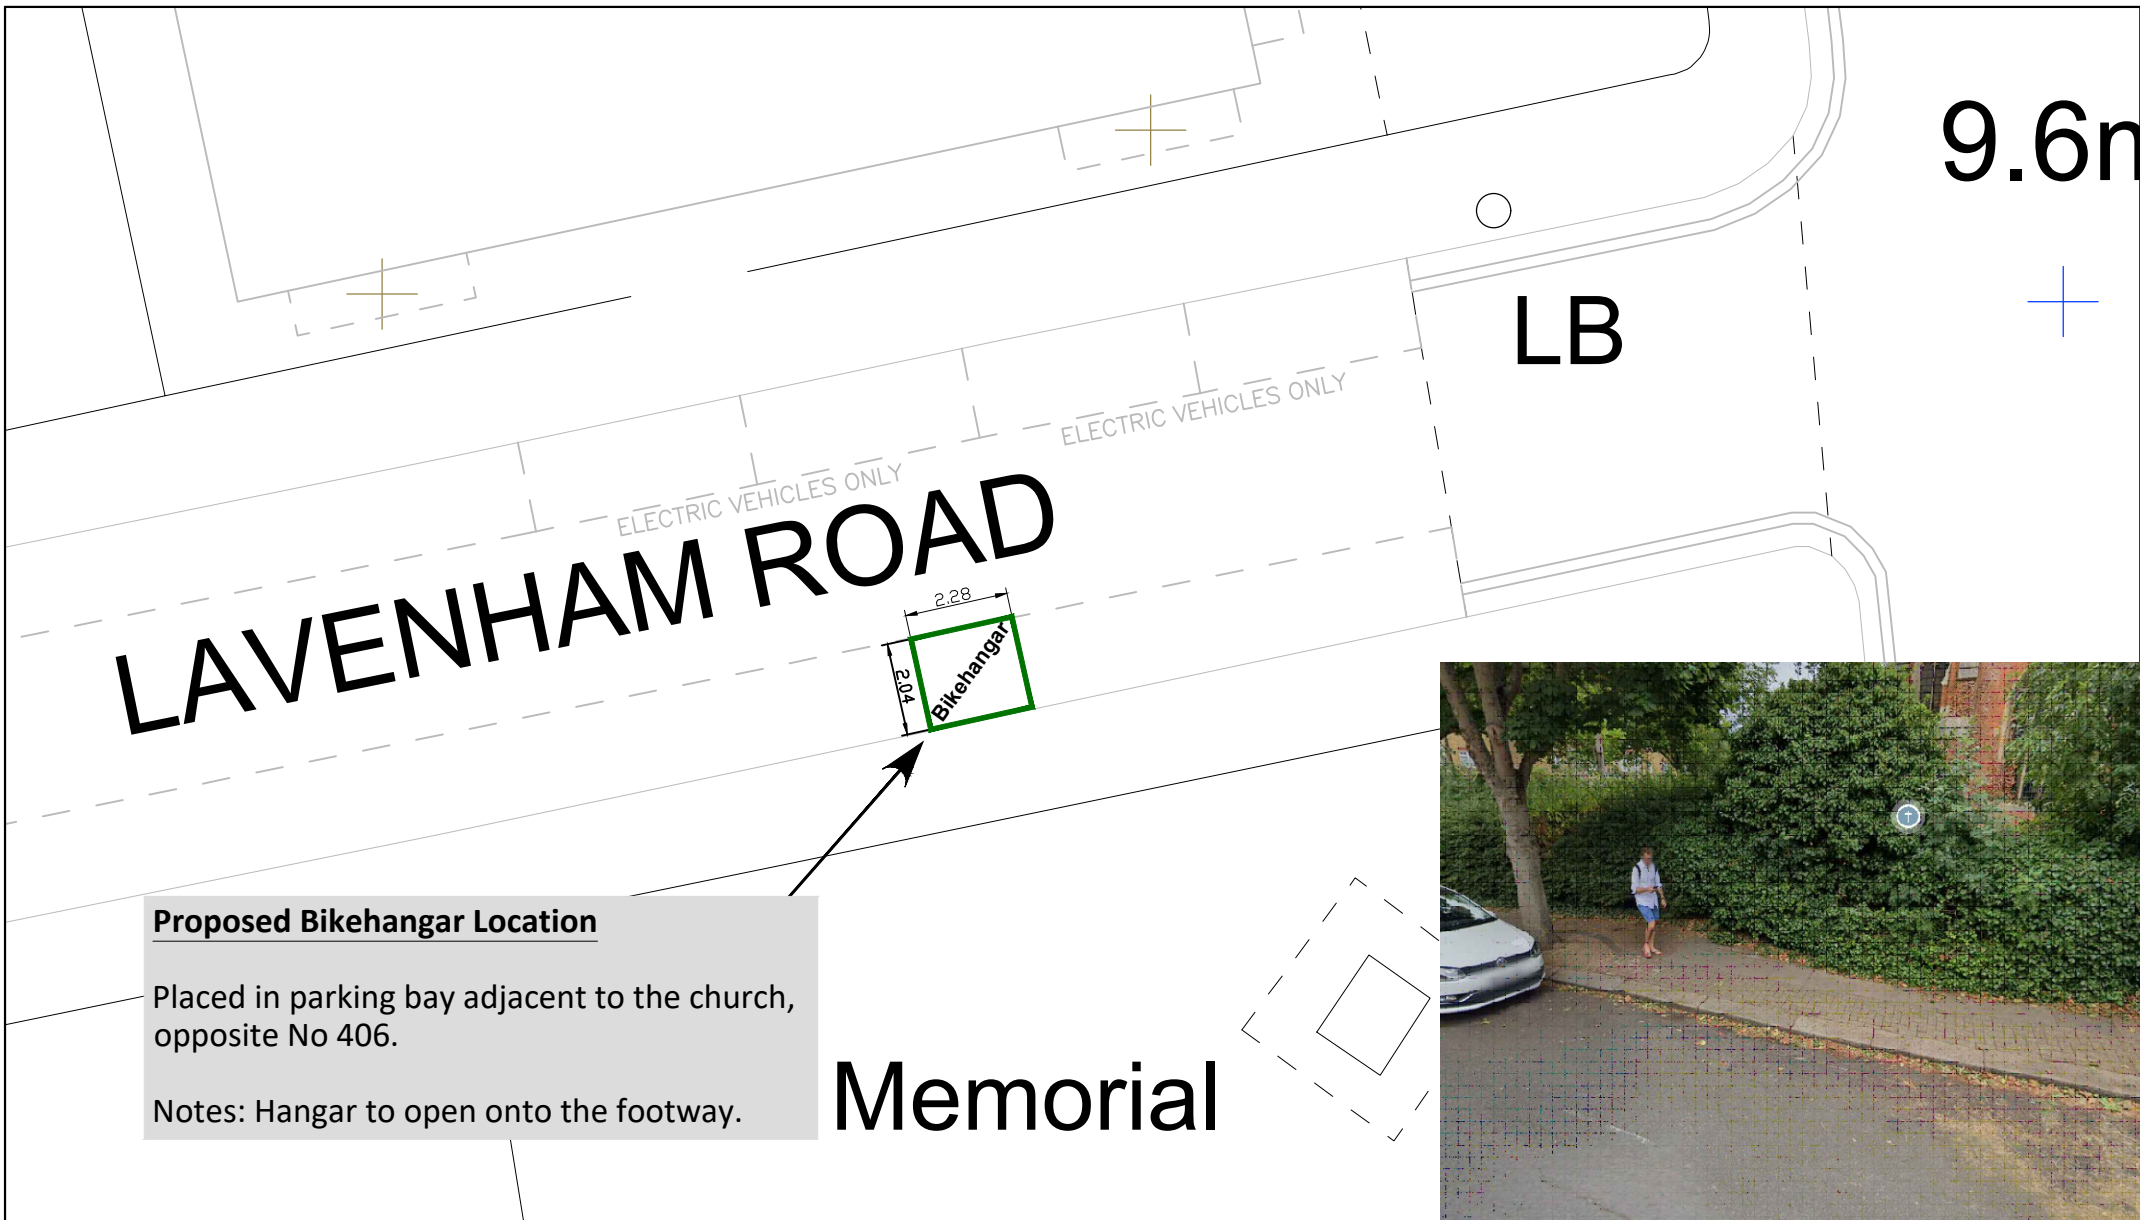 9.6m
LB
ELECTRIC VEHICLES ONLY
ELECTRIC VEHICLES ONLY
LAVENHAM ROAD
2.28
2.04
Bikehangar
Proposed Bikehangar Location
Placed in parking bay adjacent to the church,
opposite No 406.
Notes: Hangar to open onto the footway.
Memorial